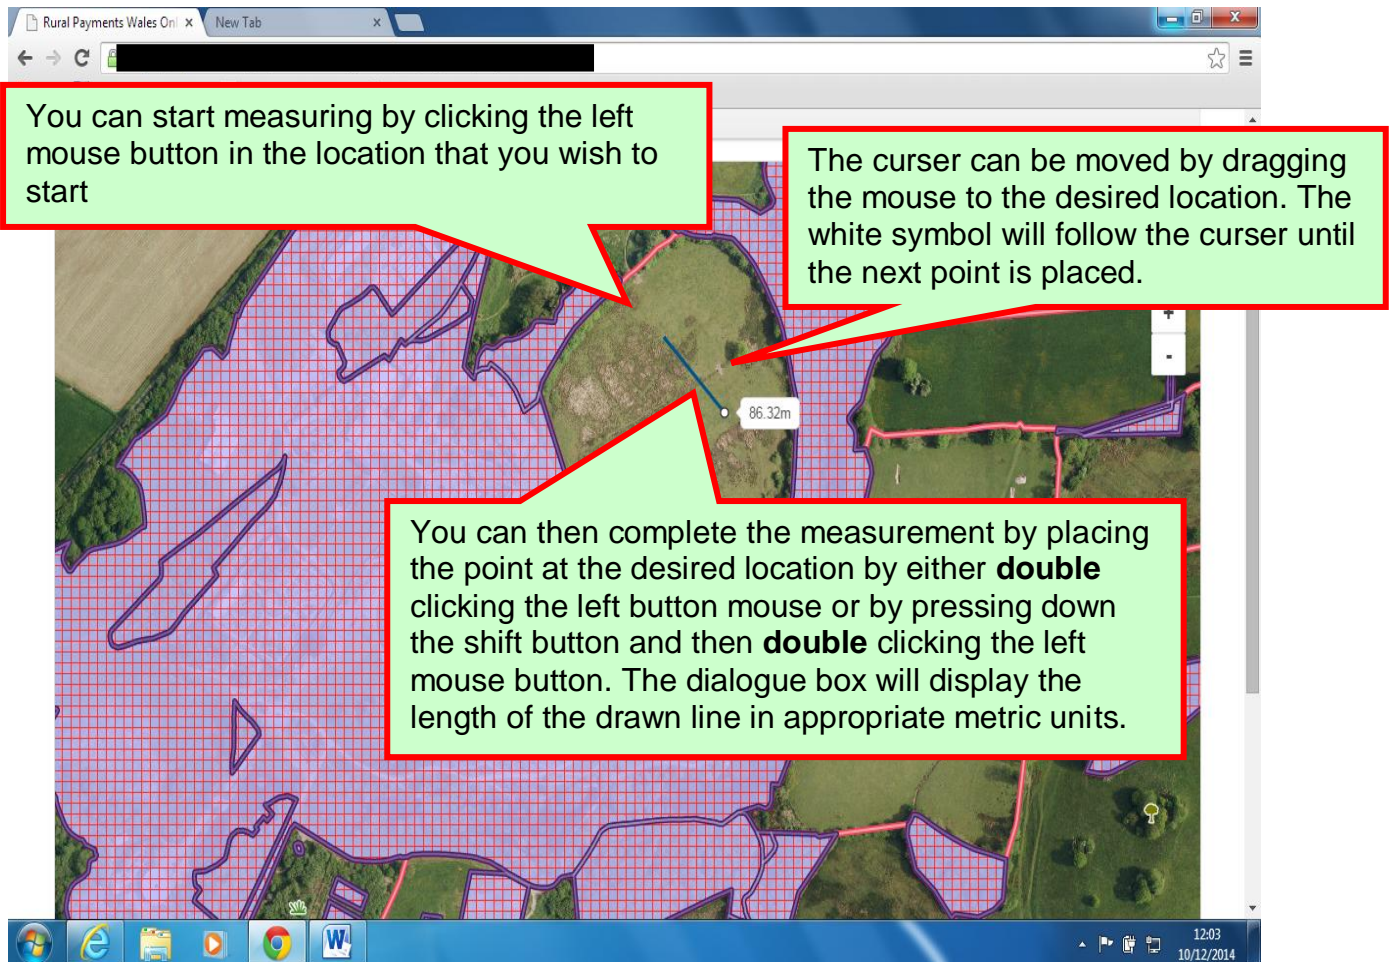 Rural Payments Wales Onl
New Tab
You can start measuring by clicking the left
mouse button in the location that you wish to
start
The curser can be moved by dragging
the mouse to the desired location. The
white symbol will follow the curser until
the next point is placed.
+
-
86.32m
You can then complete the measurement by placing
the point at the desired location by either double
clicking the left button mouse or by pressing down
the shift button and then double clicking the left
mouse button. The dialogue box will display the
length of the drawn line in appropriate metric units.
12:03
10/12/2014